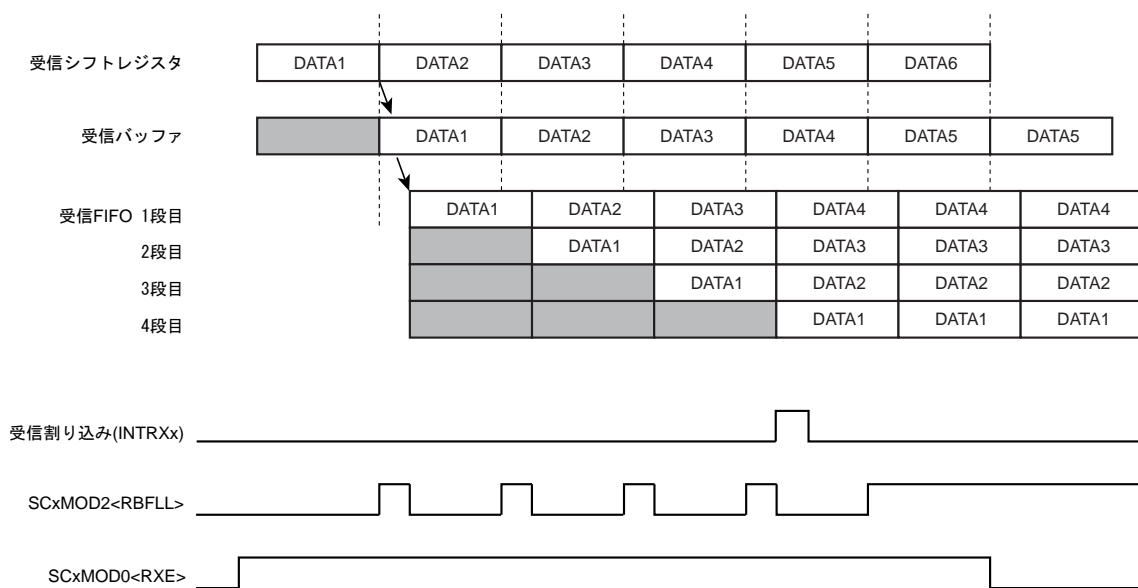 受信シフトレジスタ DATA1 DATA2 DATA3 DATA4 DATA5 DATA6
受信バッファ DATA1 DATA2 DATA3 DATA4 DATA5 DATA5
受信FIFO 1段目 DATA1 DATA2 DATA3 DATA4 DATA4 DATA4
2段目 DATA1 DATA2 DATA3 DATA3 DATA3
3段目 DATA1 DATA2 DATA2 DATA2
4段目 DATA1 DATA1 DATA1
受信割り込み(INTRXx)
SCxMOD2<RBFLL>
SCxMOD0<RXE>